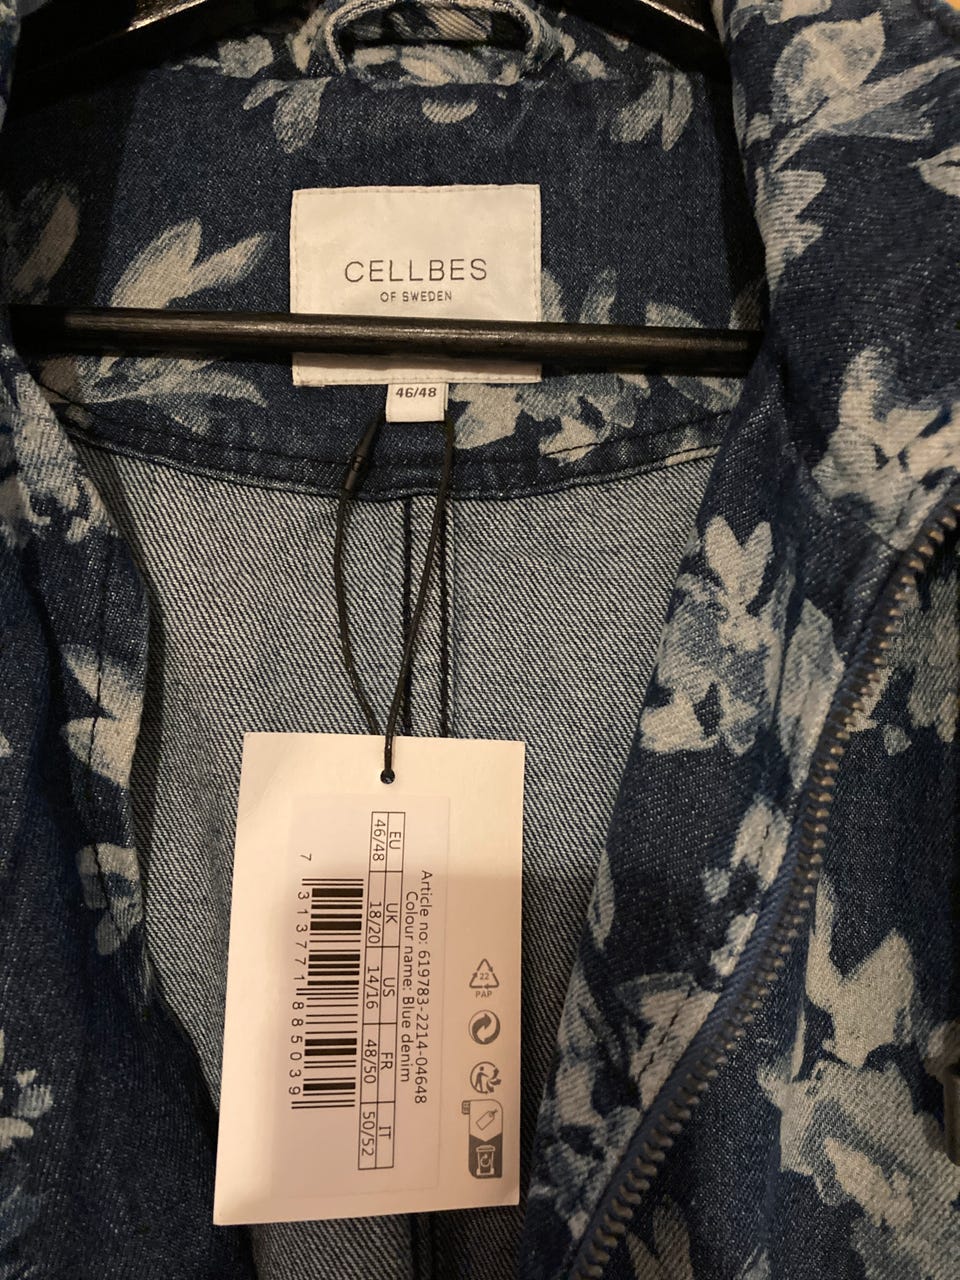 CELLBES
OF SWEDEN
46/48
Article no: 619783-2214-04648
Colour name: Blue denim
EU UK US FR IT
46/48 18/20 14/16 48/50 50/52
7 313771 885039
22
PAP